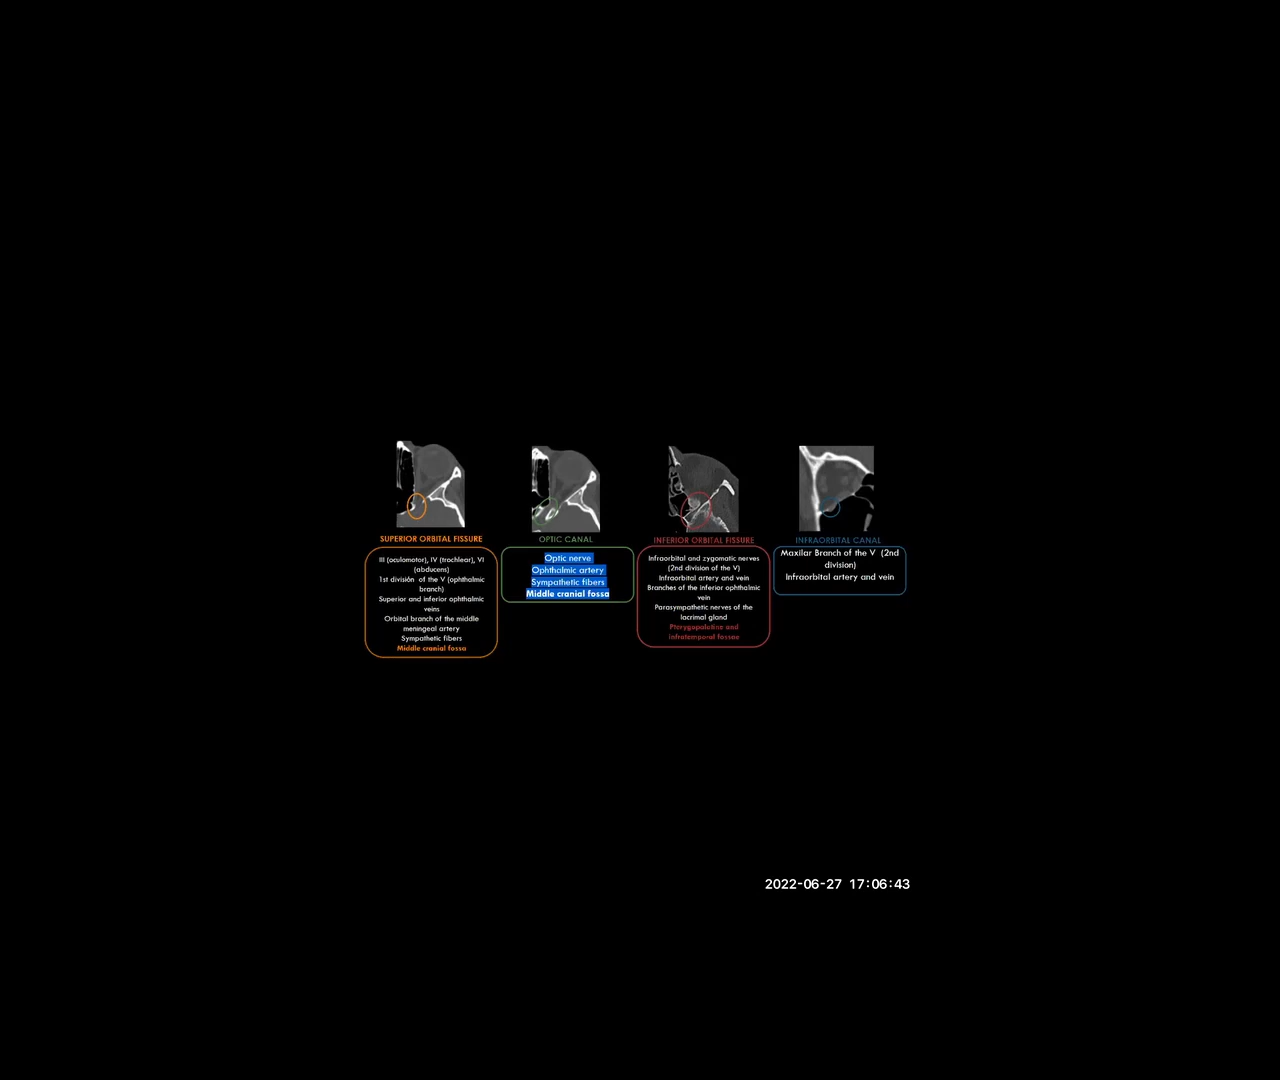 SUPERIOR ORBITAL FISSURE
III (oculomotor), IV (trochlear), VI
(abducens)
1st división of the V (ophthalmic
branch)
Superior and inferior ophthalmic
veins
Orbital branch of the middle
meningeal artery
Sympathetic fibers
Middle cranial fossa
OPTIC CANAL
Optic nerve
Ophthalmic artery
Sympathetic fibers
Middle cranial fossa
INFERIOR ORBITAL FISSURE
Infraorbital and zygomatic nerves
(2nd division of the V)
Infraorbital artery and vein
Branches of the inferior ophthalmic
vein
Parasympathetic nerves of the
lacrimal gland
Pterygopalatine and
infratemporal fossae
INFRAORBITAL CANAL
Maxilar Branch of the V (2nd
division)
Infraorbital artery and vein
2022-06-27 17:06:43